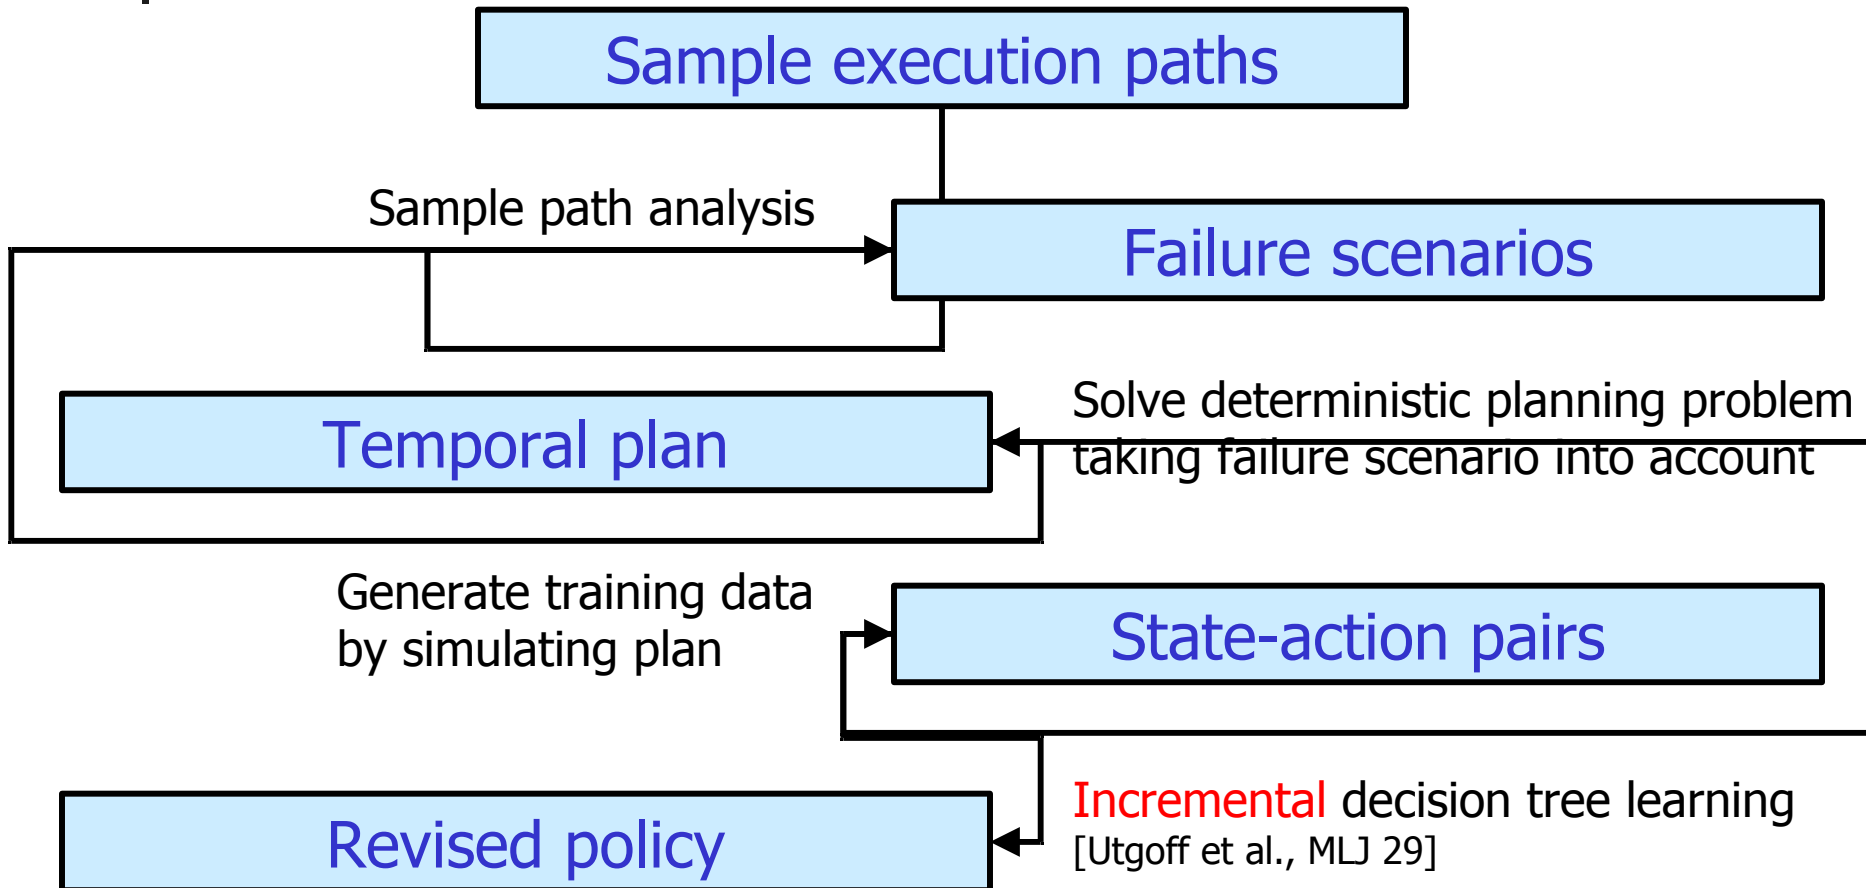 Sample execution paths
Sample path analysis
Failure scenarios
Solve deterministic planning problem
taking failure scenario into account
Temporal plan
Generate training data
by simulating plan
State-action pairs
Incremental decision tree learning
[Utgoff et al., MLJ 29]
Revised policy